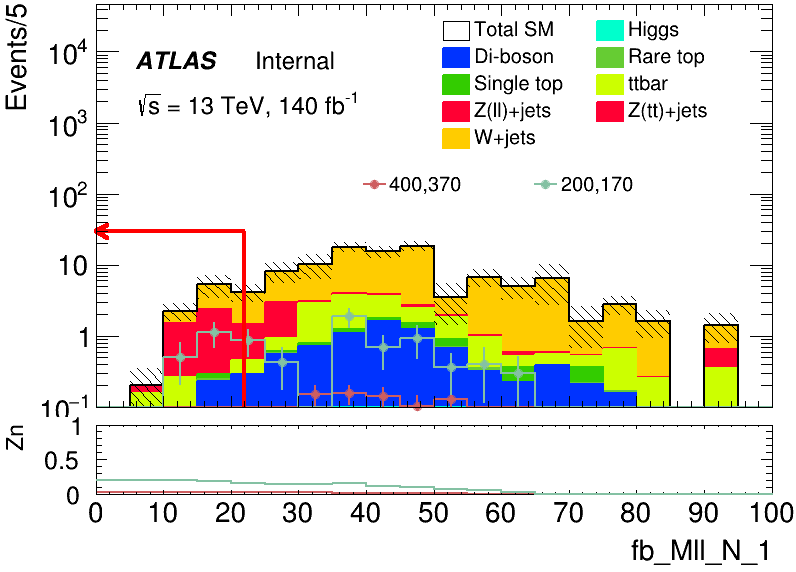 Events/5
10⁴
10³
10²
10
1
10⁻¹
ATLAS Internal
√s = 13 TeV, 140 fb⁻¹
Total SM
Higgs
Di-boson
Rare top
Single top
ttbar
Z(ll)+jets
Z(tt)+jets
W+jets
400,370
200,170
Zn
1
0.5
0
0 10 20 30 40 50 60 70 80 90 100
fb_Mll_N_1